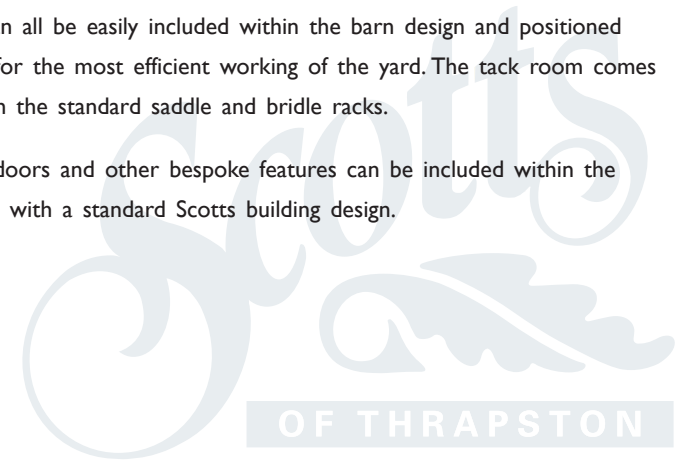 n all be easily included within the barn design and positioned
for the most efficient working of the yard. The tack room comes
n the standard saddle and bridle racks.
doors and other bespoke features can be included within the
with a standard Scotts building design.
Scotts
OF THRAPSTON